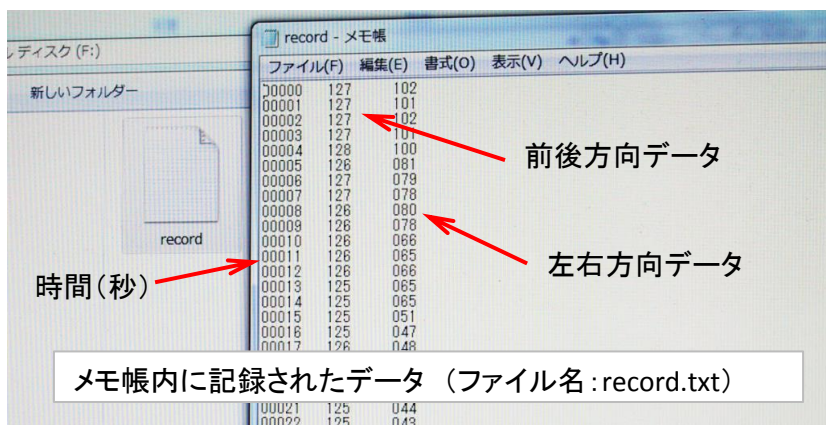 record - メモ帳
ル ディスク (F:)
ファイル(F) 編集(E) 書式(O) 表示(V) ヘルプ(H)
新しいフォルダー
00000 127 102
00001 127 101
00002 127 102
00003 127 101
00004 128 100
00005 126 081
00006 127 079
00007 127 078
00008 126 080
00009 126 078
00010 126 066
00011 126 065
00012 126 066
00013 125 065
00014 125 065
00015 125 051
00016 125 047
00017 126 048
00021 125 044
00022 125 043
前後方向データ
左右方向データ
record
時間(秒)
メモ帳内に記録されたデータ (ファイル名:record.txt)